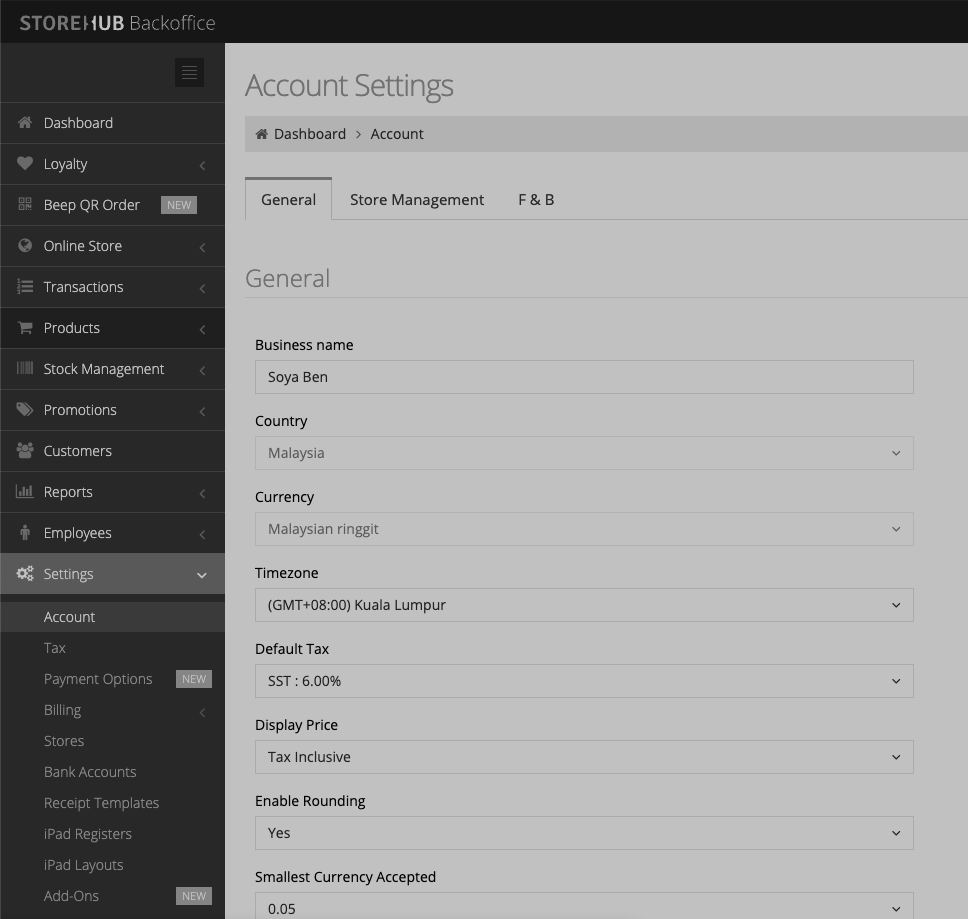 STOREHUB Backoffice
Dashboard
Loyalty
Beep QR Order NEW
Online Store
Transactions
Products
Stock Management
Promotions
Customers
Reports
Employees
Settings
Account
Tax
Payment Options NEW
Billing
Stores
Bank Accounts
Receipt Templates
iPad Registers
iPad Layouts
Add-Ons NEW
Account Settings
Dashboard > Account
General Store Management F & B
General
Business name
Soya Ben
Country
Malaysia
Currency
Malaysian ringgit
Timezone
(GMT+08:00) Kuala Lumpur
Default Tax
SST : 6.00%
Display Price
Tax Inclusive
Enable Rounding
Yes
Smallest Currency Accepted
0.05